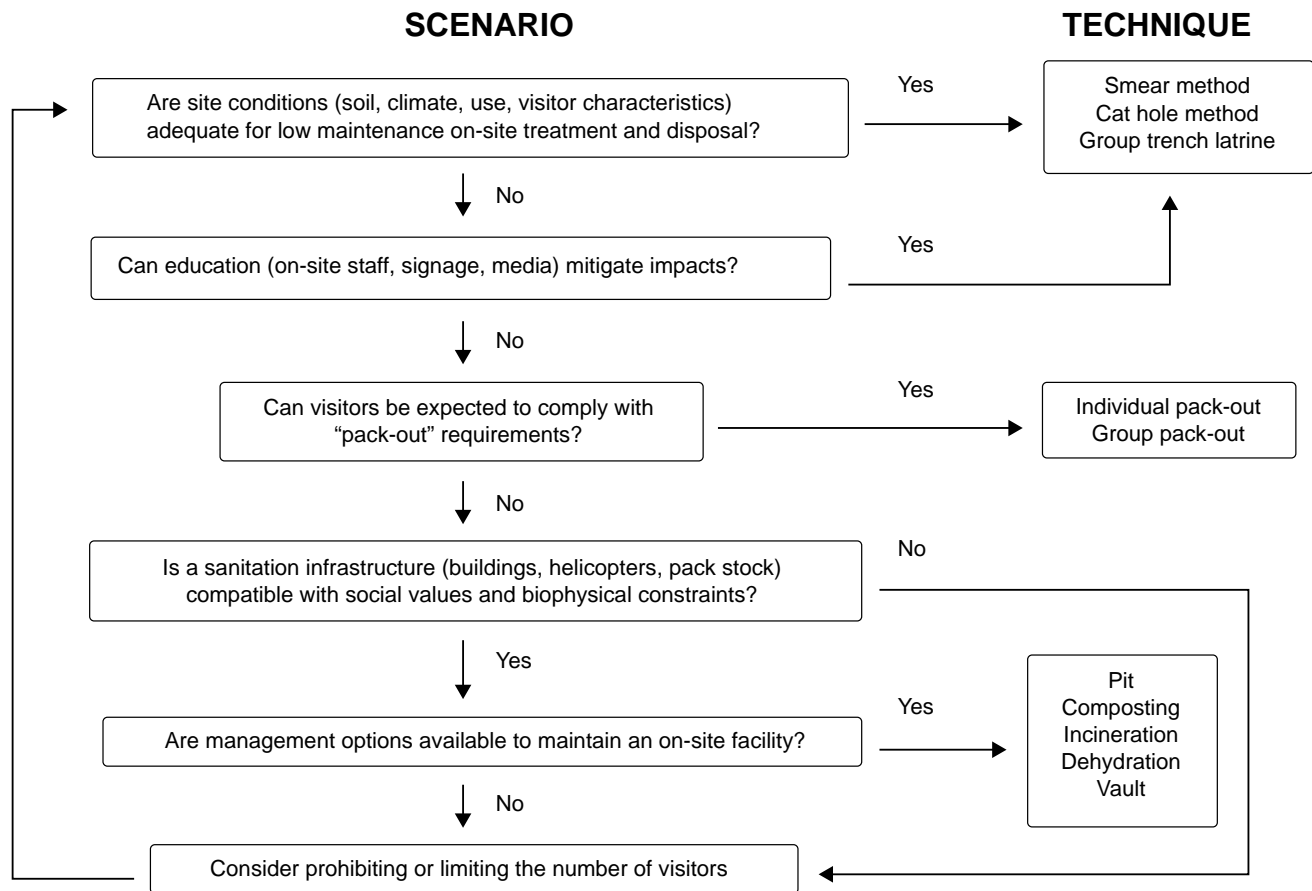 SCENARIO
TECHNIQUE
Are site conditions (soil, climate, use, visitor characteristics)
adequate for low maintenance on-site treatment and disposal?
Yes
Smear method
Cat hole method
Group trench latrine
No
Can education (on-site staff, signage, media) mitigate impacts?
Yes
No
Can visitors be expected to comply with
“pack-out” requirements?
Yes
Individual pack-out
Group pack-out
No
Is a sanitation infrastructure (buildings, helicopters, pack stock)
compatible with social values and biophysical constraints?
No
Yes
Are management options available to maintain an on-site facility?
Yes
Pit
Composting
Incineration
Dehydration
Vault
No
Consider prohibiting or limiting the number of visitors